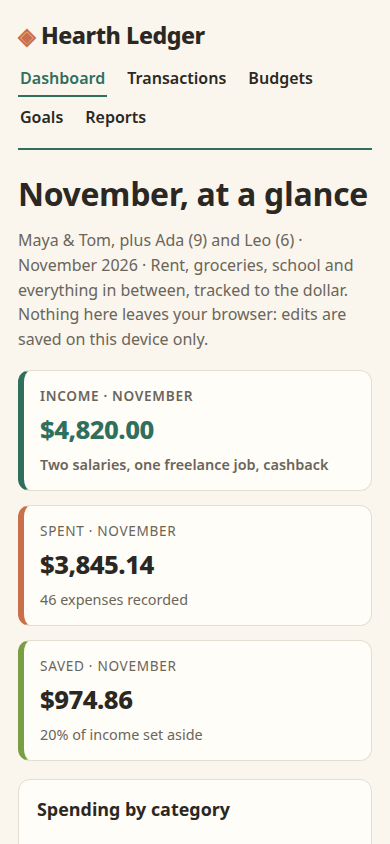 Hearth Ledger
Dashboard Transactions Budgets
Goals Reports
November, at a glance
Maya & Tom, plus Ada (9) and Leo (6) ·
November 2026 · Rent, groceries, school and
everything in between, tracked to the dollar.
Nothing here leaves your browser: edits are
saved on this device only.
INCOME · NOVEMBER
$4,820.00
Two salaries, one freelance job, cashback
SPENT · NOVEMBER
$3,845.14
46 expenses recorded
SAVED · NOVEMBER
$974.86
20% of income set aside
Spending by category